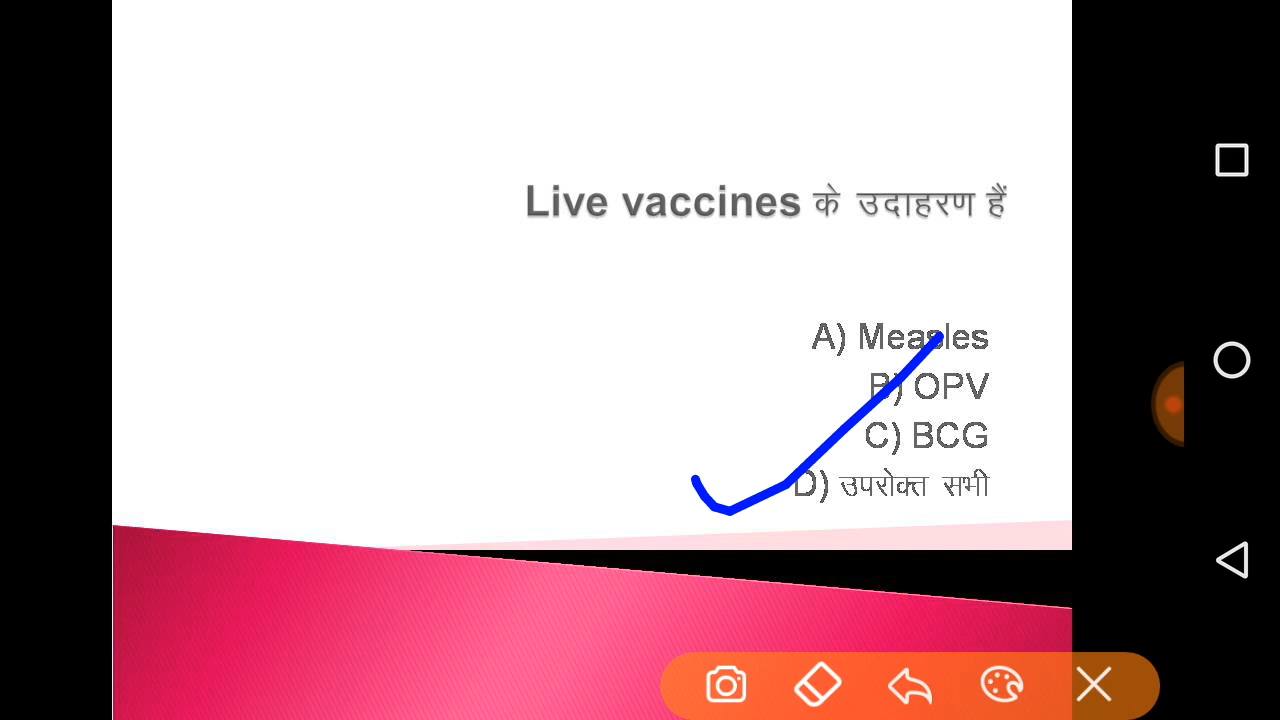 Live vaccines के उदाहरण हैं
A) Measles
B) OPV
C) BCG
D) उपरोक्त सभी